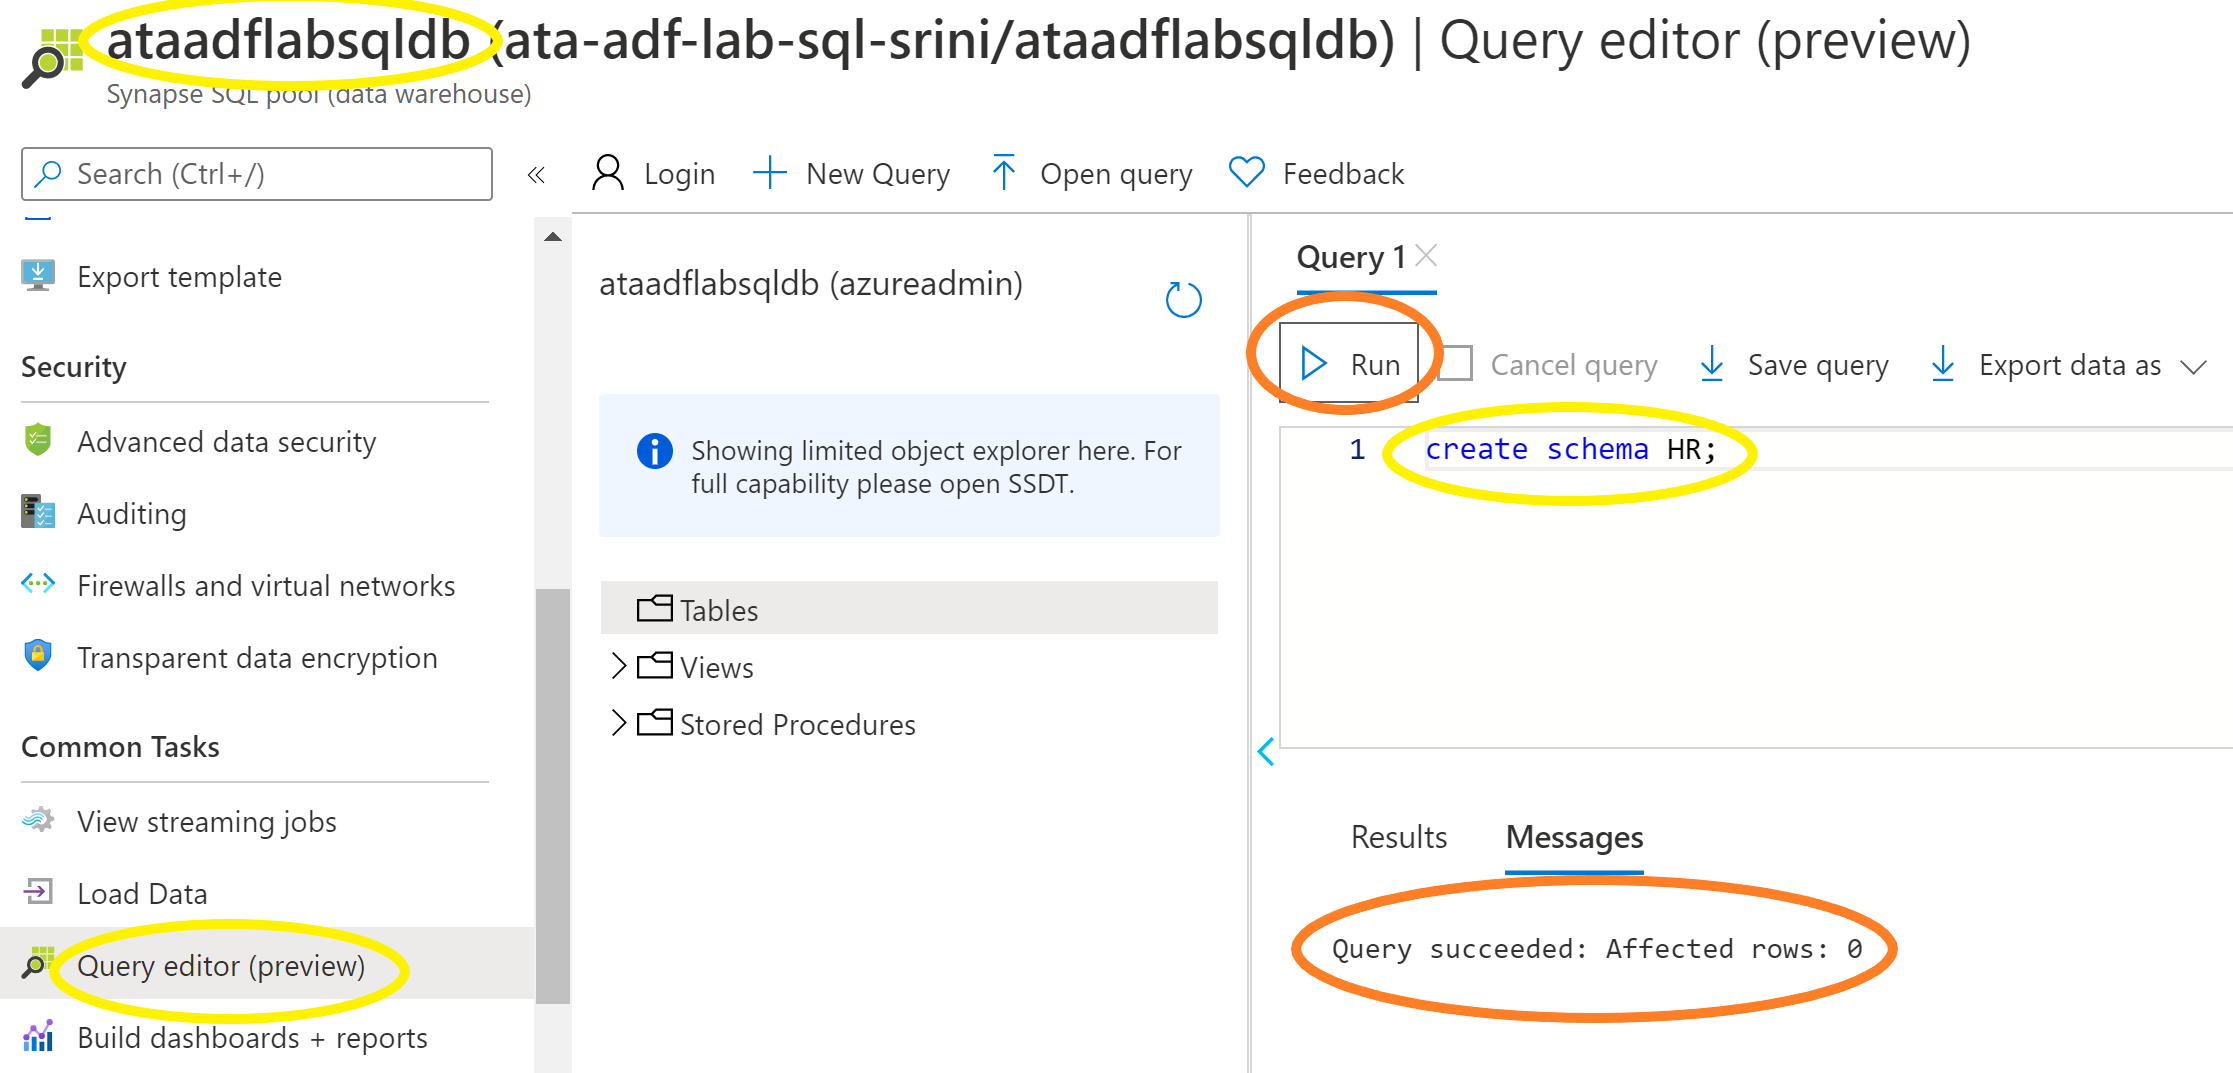 ataadflabsqldb (ata-adf-lab-sql-srini/ataadflabsqldb) | Query editor (preview)
Synapse SQL pool (data warehouse)
Search (Ctrl+/)
«
Login
New Query
Open query
Feedback
Export template
Security
Advanced data security
Auditing
Firewalls and virtual networks
Transparent data encryption
Common Tasks
View streaming jobs
Load Data
Query editor (preview)
Build dashboards + reports
ataadflabsqldb (azureadmin)
Showing limited object explorer here. For
full capability please open SSDT.
Tables
Views
Stored Procedures
Query 1
Run
Cancel query
Save query
Export data as
1 create schema HR;
Results
Messages
Query succeeded: Affected rows: 0